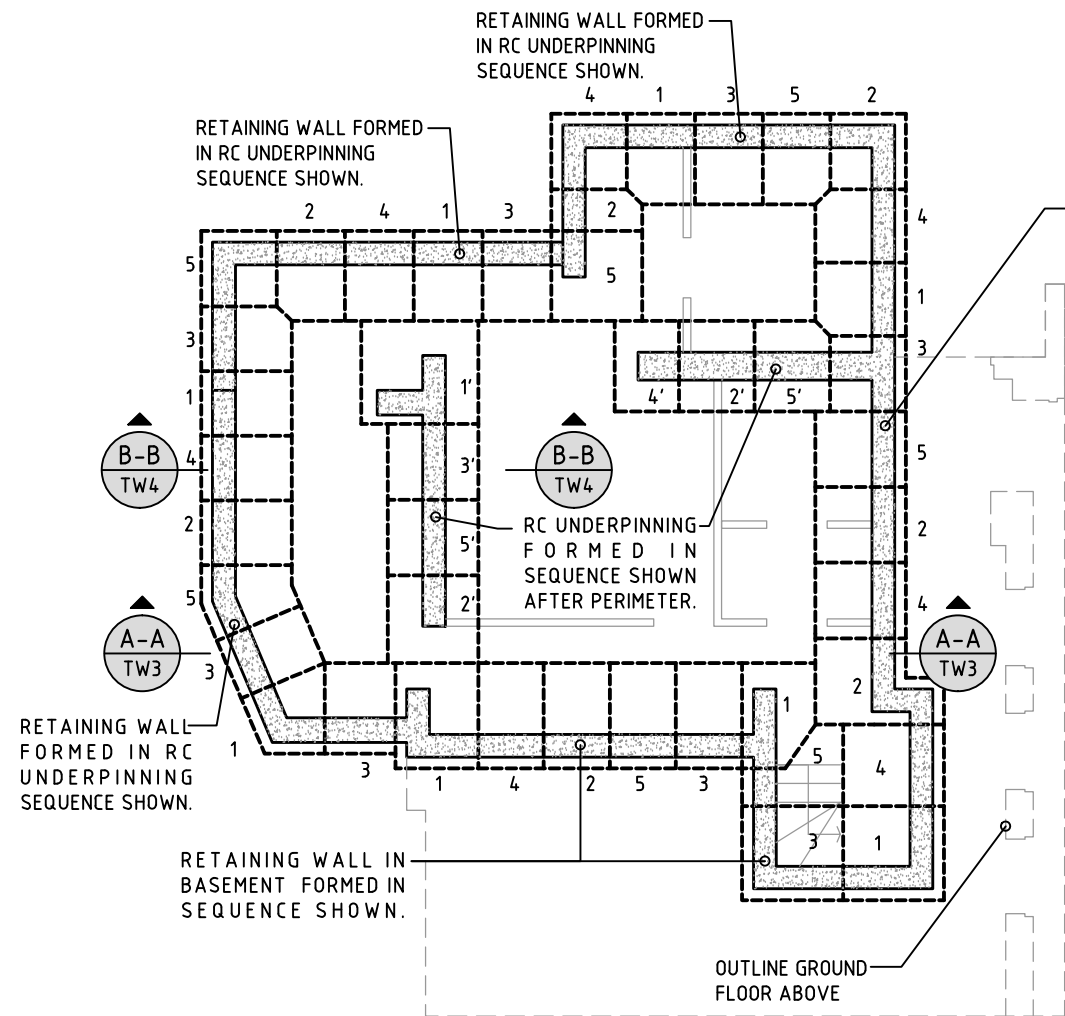 RETAINING WALL FORMED
IN RC UNDERPINNING
SEQUENCE SHOWN.
4 1 3 5 2
RETAINING WALL FORMED
IN RC UNDERPINNING
SEQUENCE SHOWN.
2 4 1 3
2
4
5
5
1
3
3
1'
4' 2' 5'
1
B-B
TW4
4
3'
B-B
TW4
5
2
5'
RC UNDERPINNING
FORMED IN
SEQUENCE SHOWN
AFTER PERIMETER.
2
5
2'
4
A-A
TW3
3
A-A
TW3
2
1
RETAINING WALL
FORMED IN RC
UNDERPINNING
SEQUENCE SHOWN.
1
3
1 4 2 5 3
5
4
3
1
RETAINING WALL IN
BASEMENT FORMED IN
SEQUENCE SHOWN.
OUTLINE GROUND
FLOOR ABOVE